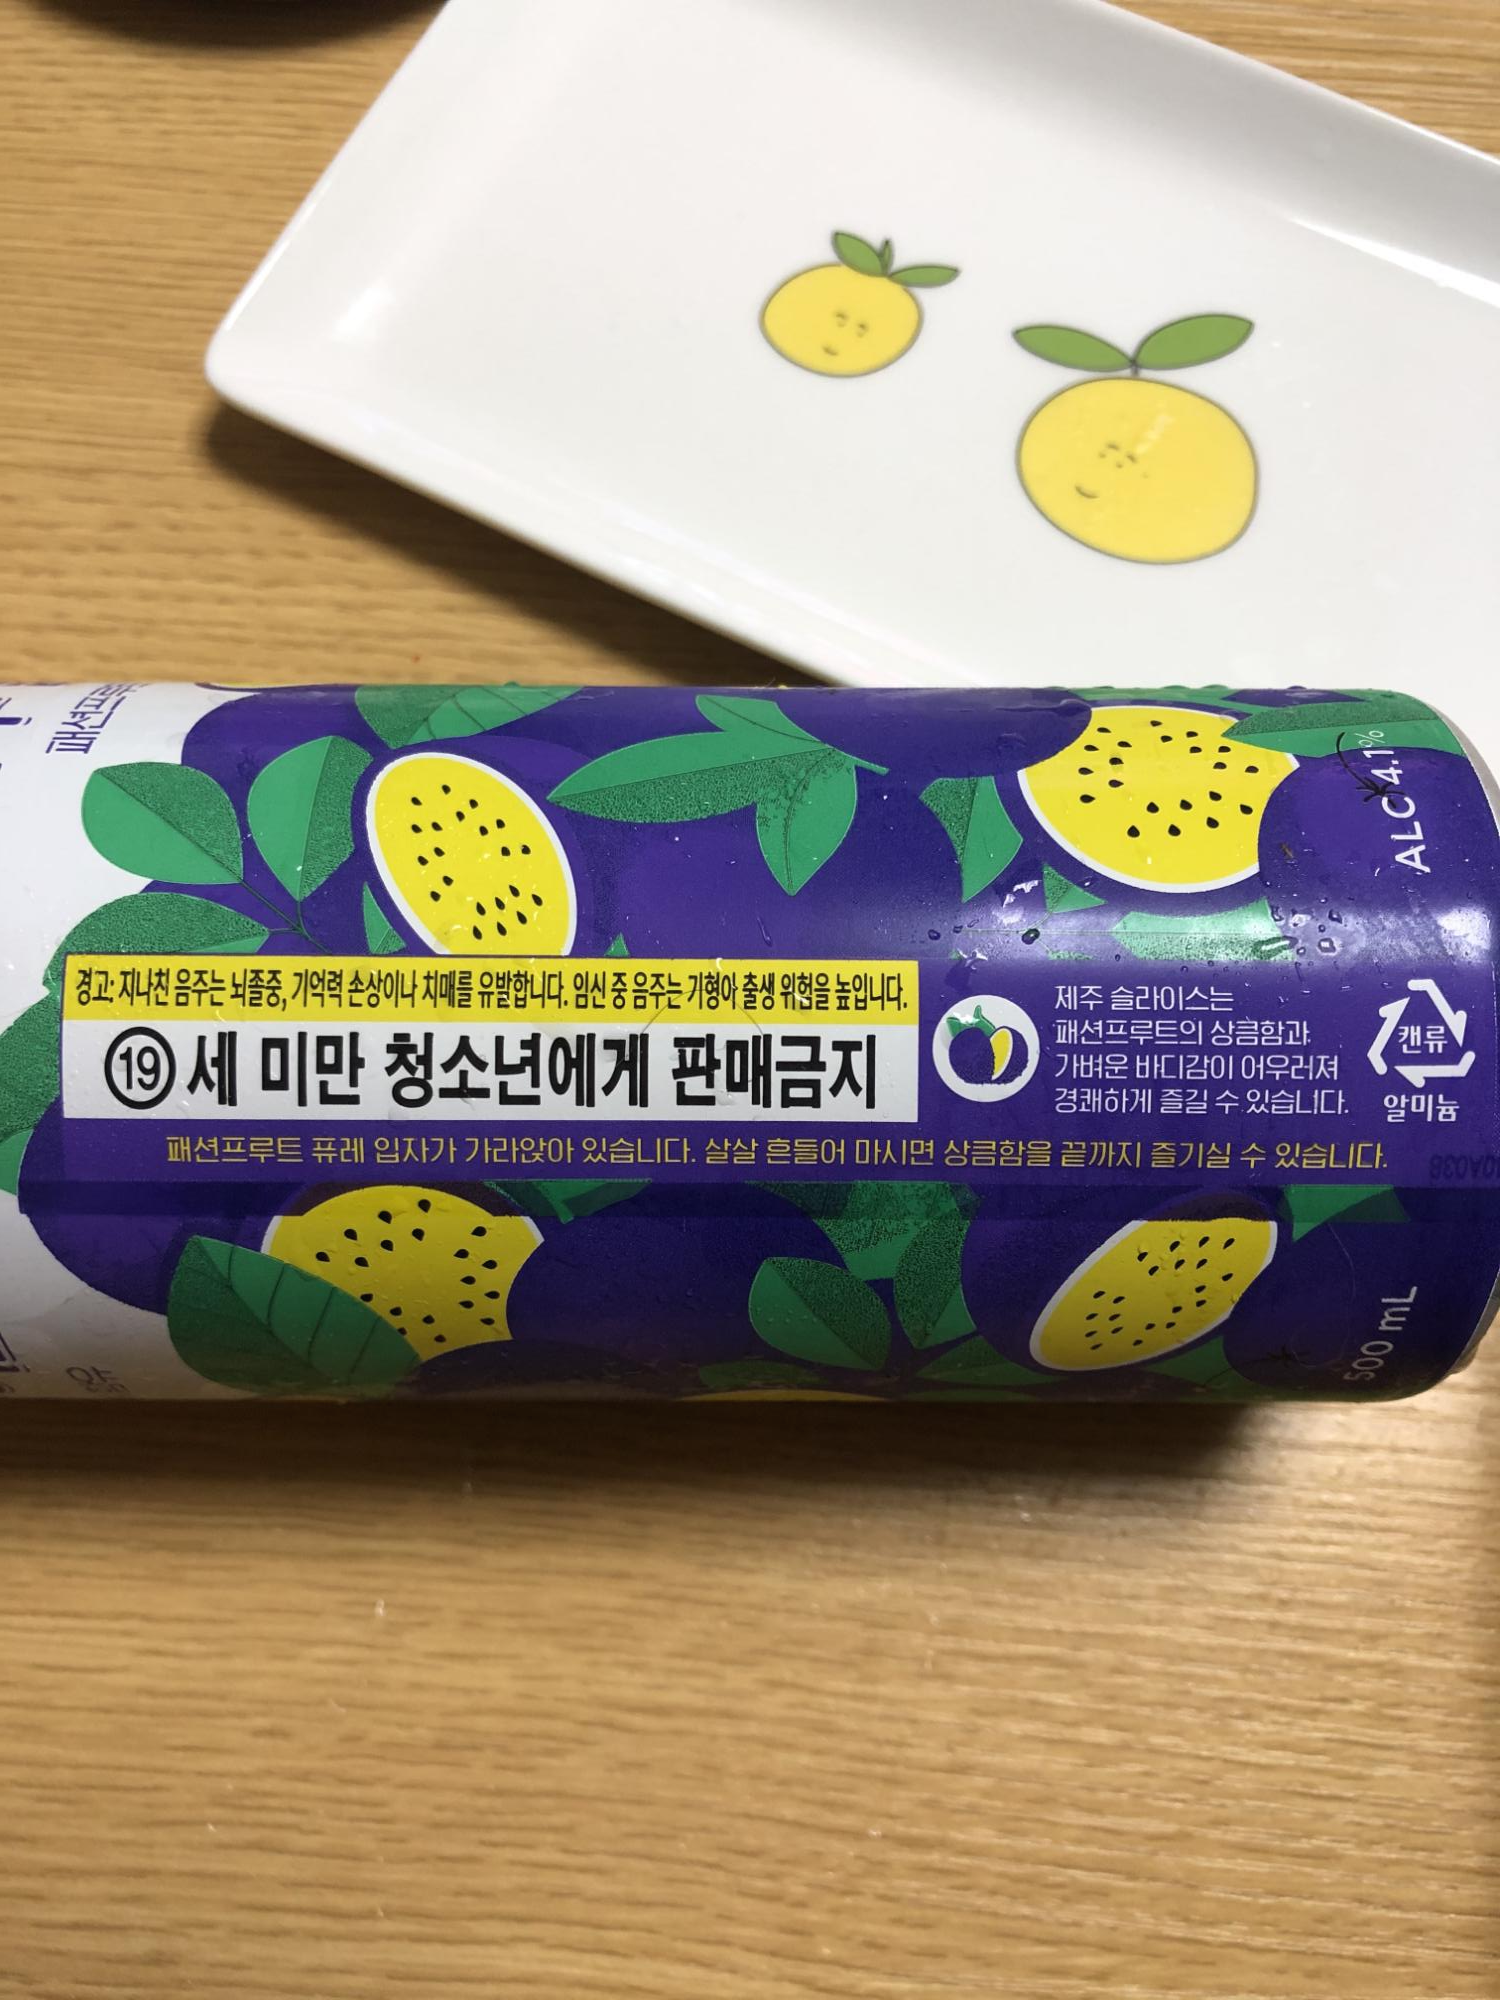 패션프루트
ALC 4.1%
경고: 지나친 음주는 뇌졸중, 기억력 손상이나 치매를 유발합니다. 임신 중 음주는 기형아 출생 위험을 높입니다.
19세 미만 청소년에게 판매금지
제주 슬라이스는
패션프루트의 상큼함과
가벼운 바디감이 어우러져
경쾌하게 즐길 수 있습니다.
캔류
알미늄
패션프루트 퓨레 입자가 가라앉아 있습니다. 살살 흔들어 마시면 상큼함을 끝까지 즐기실 수 있습니다.
500 mL